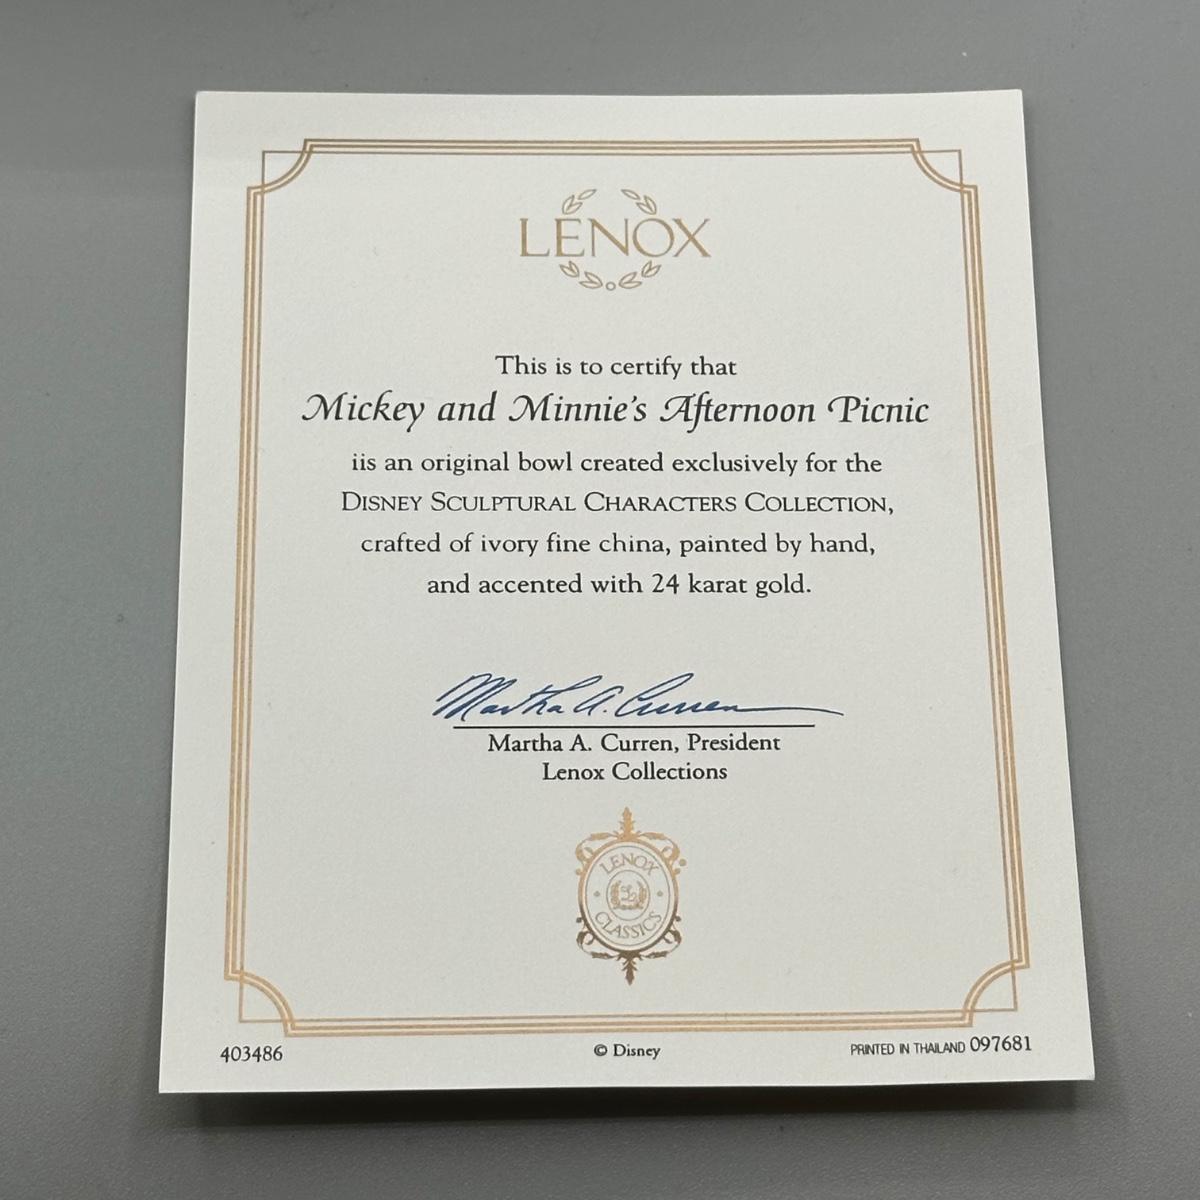 LENOX
This is to certify that
Mickey and Minnie's Afternoon Picnic
iis an original bowl created exclusively for the
DISNEY SCULPTURAL CHARACTERS COLLECTION,
crafted of ivory fine china, painted by hand,
and accented with 24 karat gold.
Martha A. Curren
Martha A. Curren, President
Lenox Collections
LENOX
CLASSICS
403486
© Disney
PRINTED IN THAILAND 097681